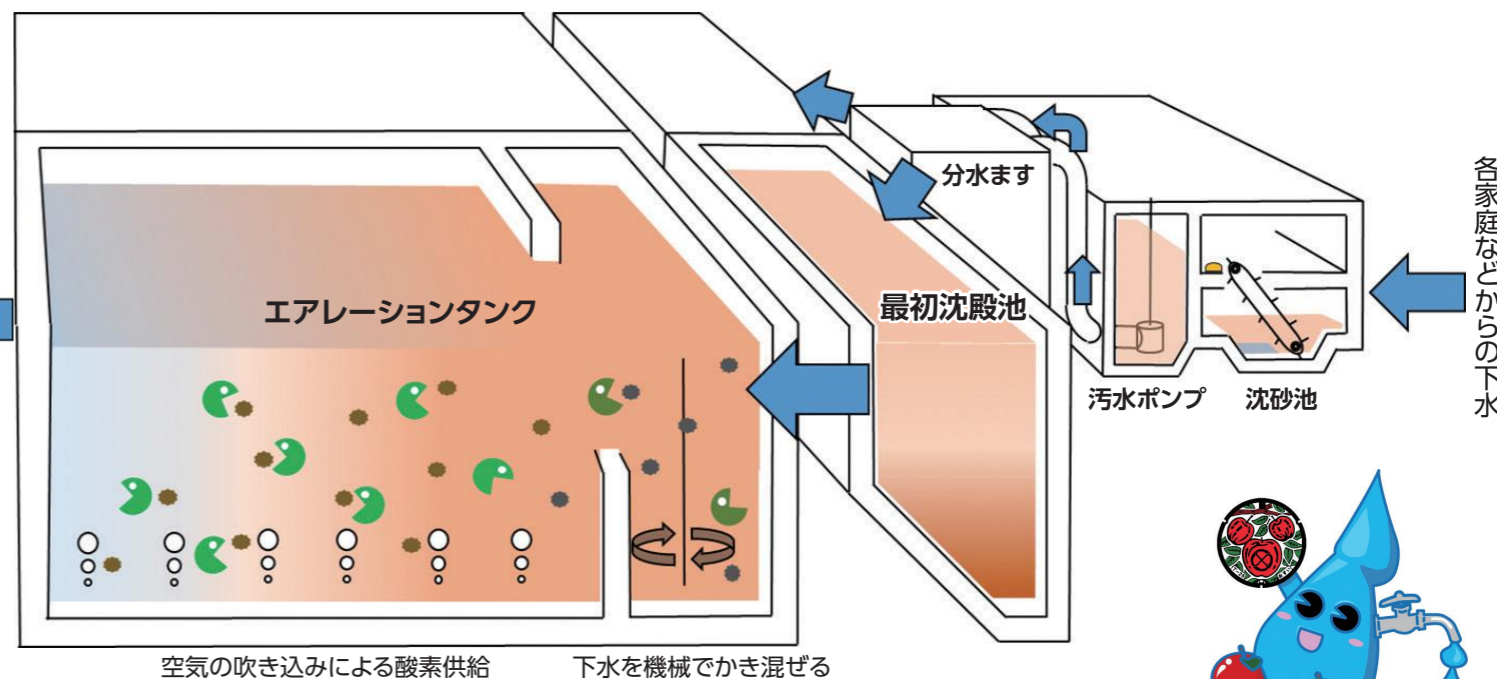 各家庭などからの下水
分水ます
エアレーションタンク
最初沈殿池
汚水ポンプ
沈砂池
空気の吹き込みによる酸素供給
下水を機械でかき混ぜる